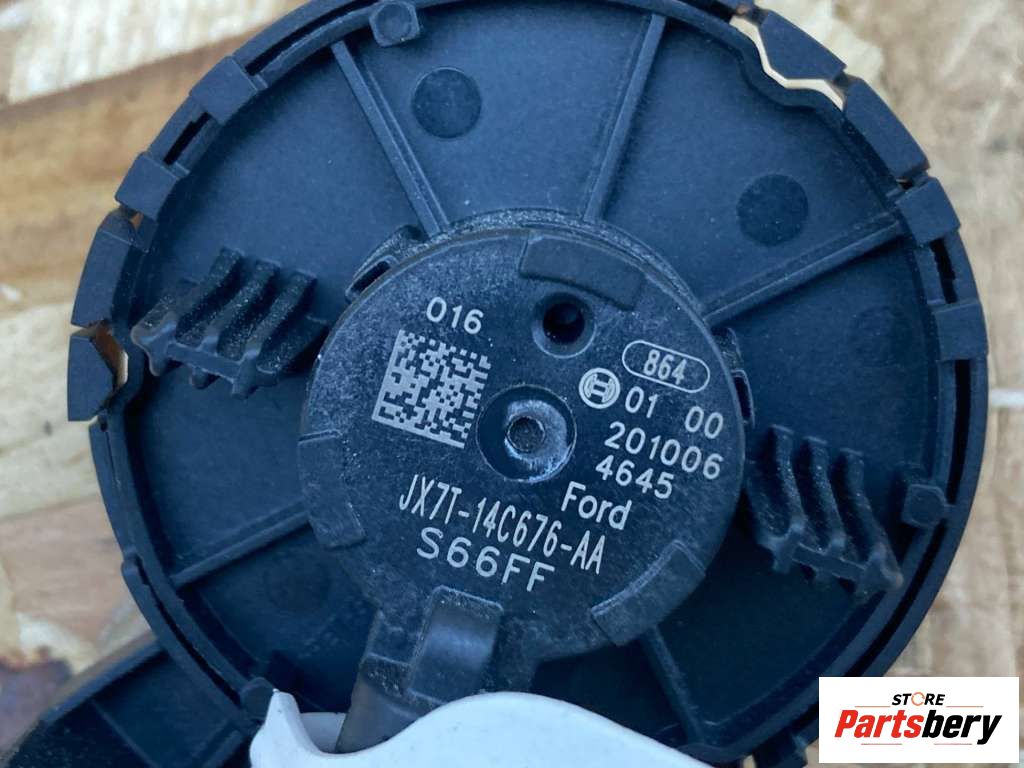 016
864
01 00
201006
4645
Ford
JX7T-14C676-AA
S66FF
STORE
Partsbery